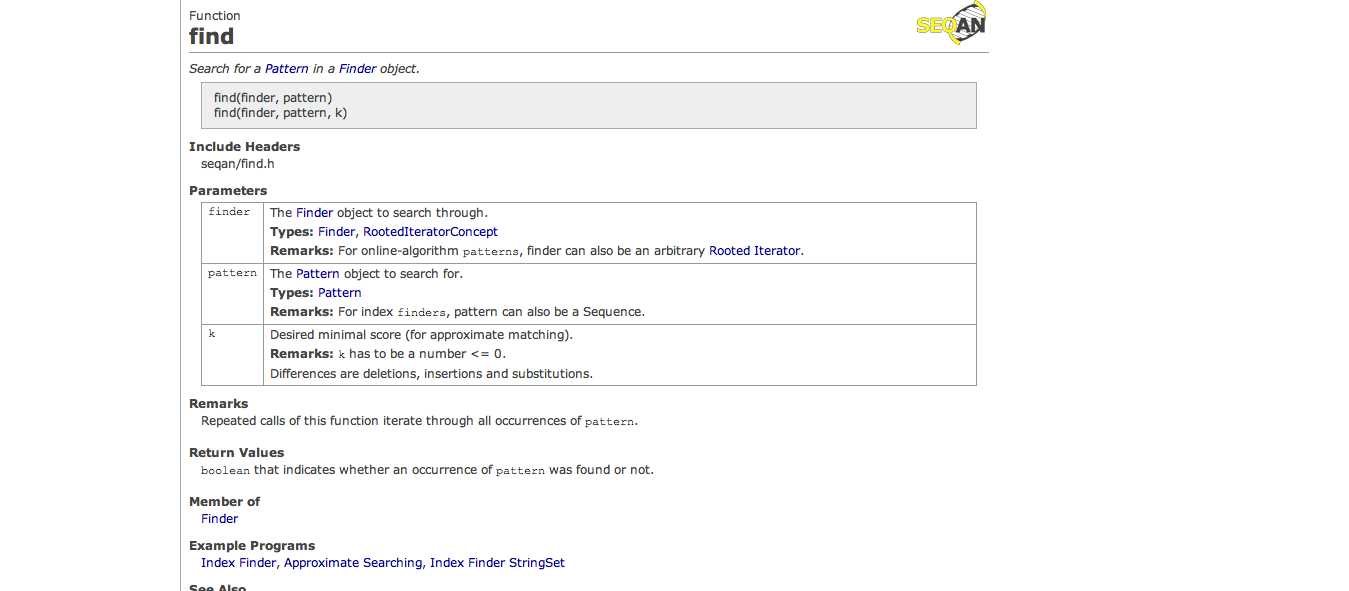 Function
find
SEQAN
Search for a Pattern in a Finder object.
find(finder, pattern)
find(finder, pattern, k)
Include Headers
seqan/find.h
Parameters
finder
The Finder object to search through.
Types: Finder, RootedIteratorConcept
Remarks: For online-algorithm patterns, finder can also be an arbitrary Rooted Iterator.
pattern
The Pattern object to search for.
Types: Pattern
Remarks: For index finders, pattern can also be a Sequence.
k
Desired minimal score (for approximate matching).
Remarks: k has to be a number <= 0.
Differences are deletions, insertions and substitutions.
Remarks
Repeated calls of this function iterate through all occurrences of pattern.
Return Values
boolean that indicates whether an occurrence of pattern was found or not.
Member of
Finder
Example Programs
Index Finder, Approximate Searching, Index Finder StringSet
See Also